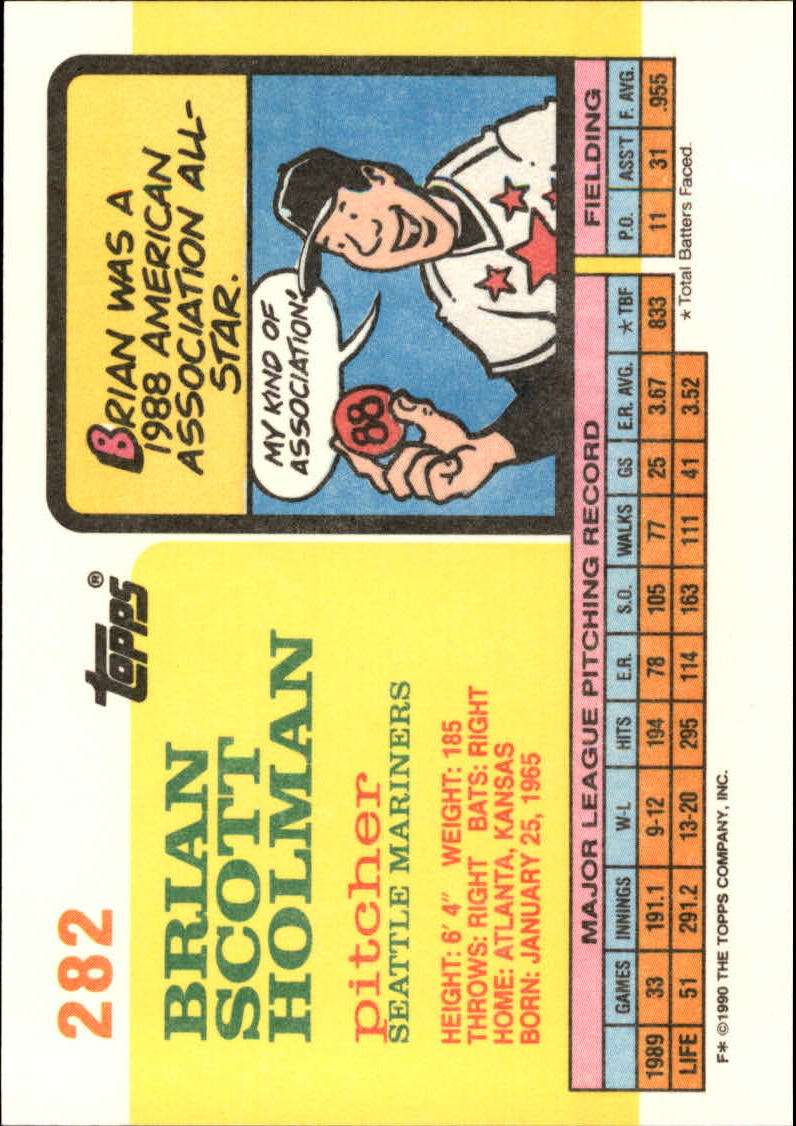 282
topps®
BRIAN
SCOTT
HOLMAN
pitcher
SEATTLE MARINERS
HEIGHT: 6' 4" WEIGHT: 185
THROWS: RIGHT BATS: RIGHT
HOME: ATLANTA, KANSAS
BORN: JANUARY 25, 1965
BRIAN WAS A
1988 AMERICAN
ASSOCIATION ALL-
STAR.
MY KIND OF
ASSOCIATION.
88
MAJOR LEAGUE PITCHING RECORD FIELDING
GAMES INNINGS W-L HITS E.R. S.O. WALKS GS E.R. AVG. ★TBF P.O. ASS'T F. AVG.
1989 33 191.1 9-12 194 78 105 77 25 3.67 833 11 31 .955
LIFE 51 291.2 13-20 295 114 163 111 41 3.52
★Total Batters Faced.
F* ©1990 THE TOPPS COMPANY, INC.